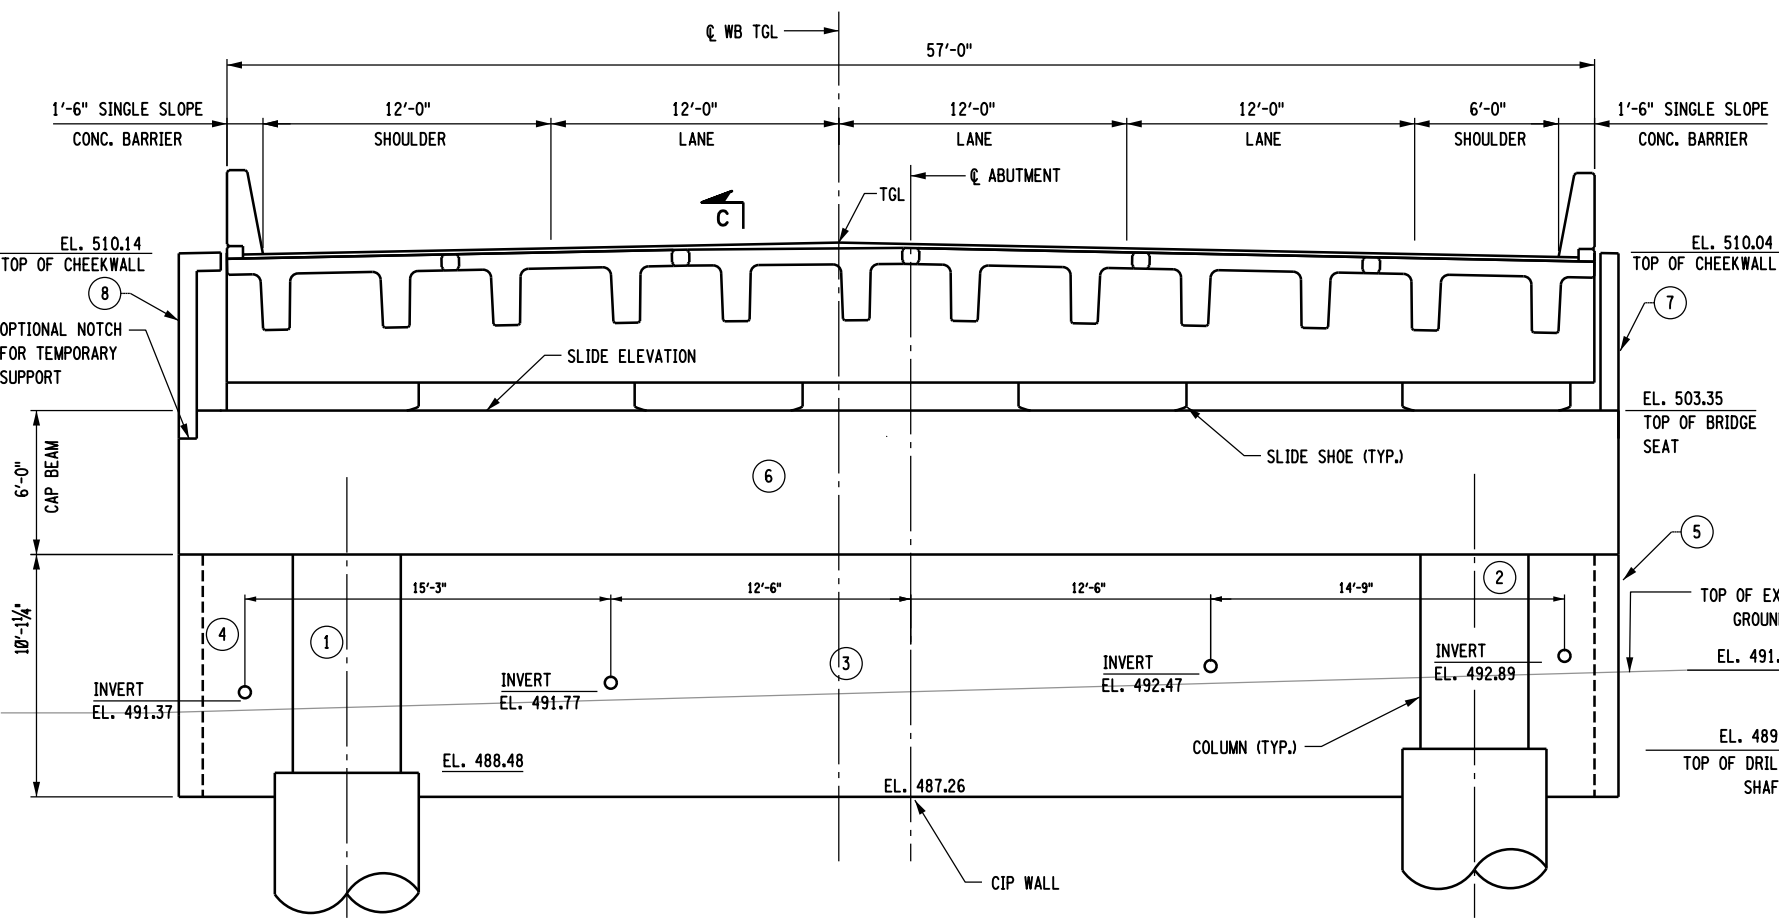 ℄ WB TGL
57'-0"
1'-6" SINGLE SLOPE
CONC. BARRIER
12'-0"
SHOULDER
12'-0"
LANE
12'-0"
LANE
12'-0"
LANE
6'-0"
SHOULDER
1'-6" SINGLE SLOPE
CONC. BARRIER
℄ ABUTMENT
TGL
C
EL. 510.14
TOP OF CHEEKWALL
8
OPTIONAL NOTCH
FOR TEMPORARY
SUPPORT
EL. 510.04
TOP OF CHEEKWALL
7
SLIDE ELEVATION
EL. 503.35
TOP OF BRIDGE
SEAT
SLIDE SHOE (TYP.)
6'-0"
CAP BEAM
6
5
10'-1¼"
15'-3"
12'-6"
12'-6"
14'-9"
2
4
1
3
TOP OF EX
GROUN
EL. 491.
INVERT
EL. 491.37
INVERT
EL. 491.77
INVERT
EL. 492.47
INVERT
EL. 492.89
COLUMN (TYP.)
EL. 489
TOP OF DRIL
SHAF
EL. 488.48
EL. 487.26
CIP WALL